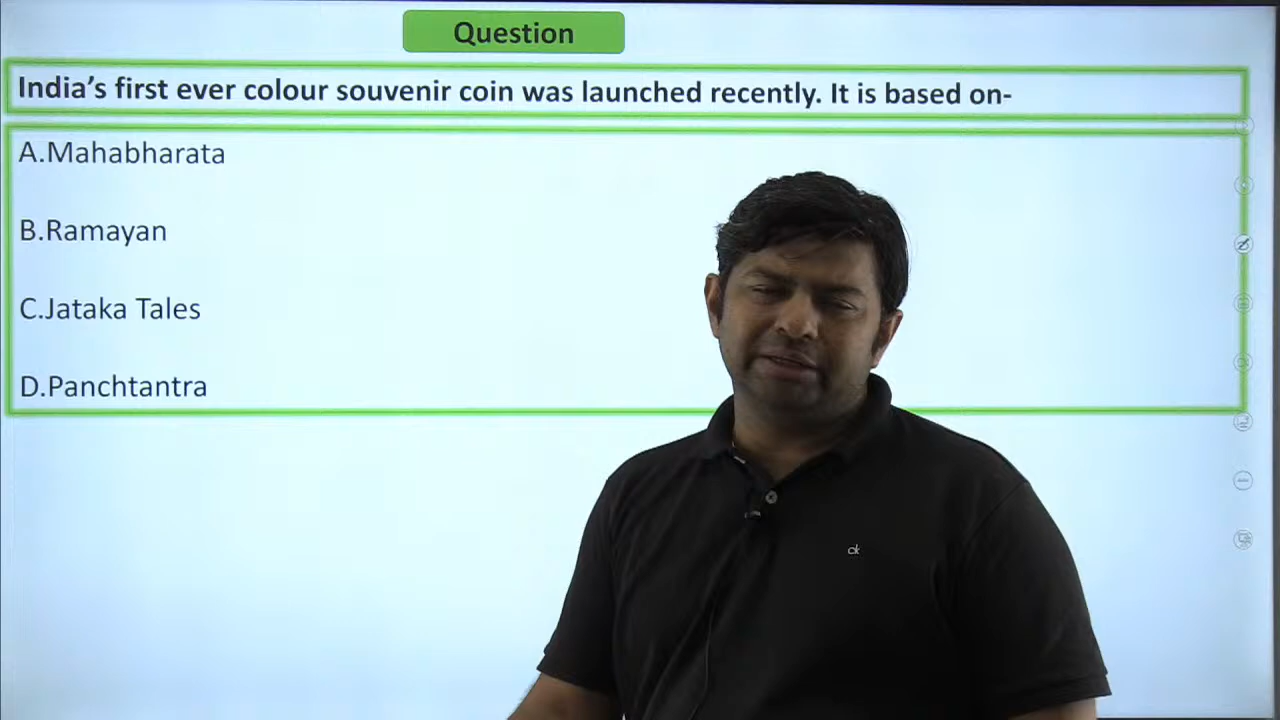 Question
India’s first ever colour souvenir coin was launched recently. It is based on-
A.Mahabharata
B.Ramayan
C.Jataka Tales
D.Panchtantra
ck